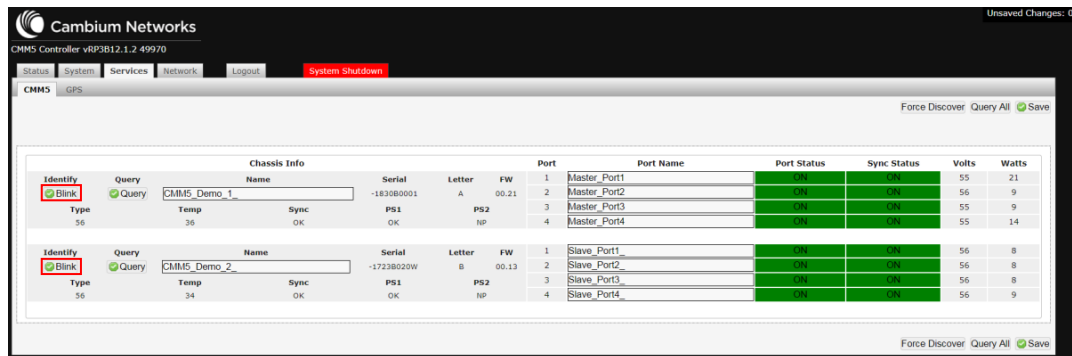 Unsaved Changes: 0
Cambium Networks
CMM5 Controller vRP3B12.1.2 49970
Status System Services Network Logout System Shutdown
CMM5 GPS
Force Discover Query All Save
Chassis Info Port Port Name Port Status Sync Status Volts Watts
Identify Query Name Serial Letter FW 1 Master_Port1 ON ON 55 21
Blink Query CMM5_Demo_1_ -1830B0001 A 00.21 2 Master_Port2 ON ON 56 9
Type Temp Sync PS1 PS2 3 Master_Port3 ON ON 55 9
56 36 OK OK NP 4 Master_Port4 ON ON 55 14
Identify Query Name Serial Letter FW 1 Slave_Port1_ ON ON 56 8
Blink Query CMM5_Demo_2_ -1723B020W B 00.13 2 Slave_Port2_ ON ON 56 8
Type Temp Sync PS1 PS2 3 Slave_Port3_ ON ON 56 8
56 34 OK OK NP 4 Slave_Port4_ ON ON 56 9
Force Discover Query All Save